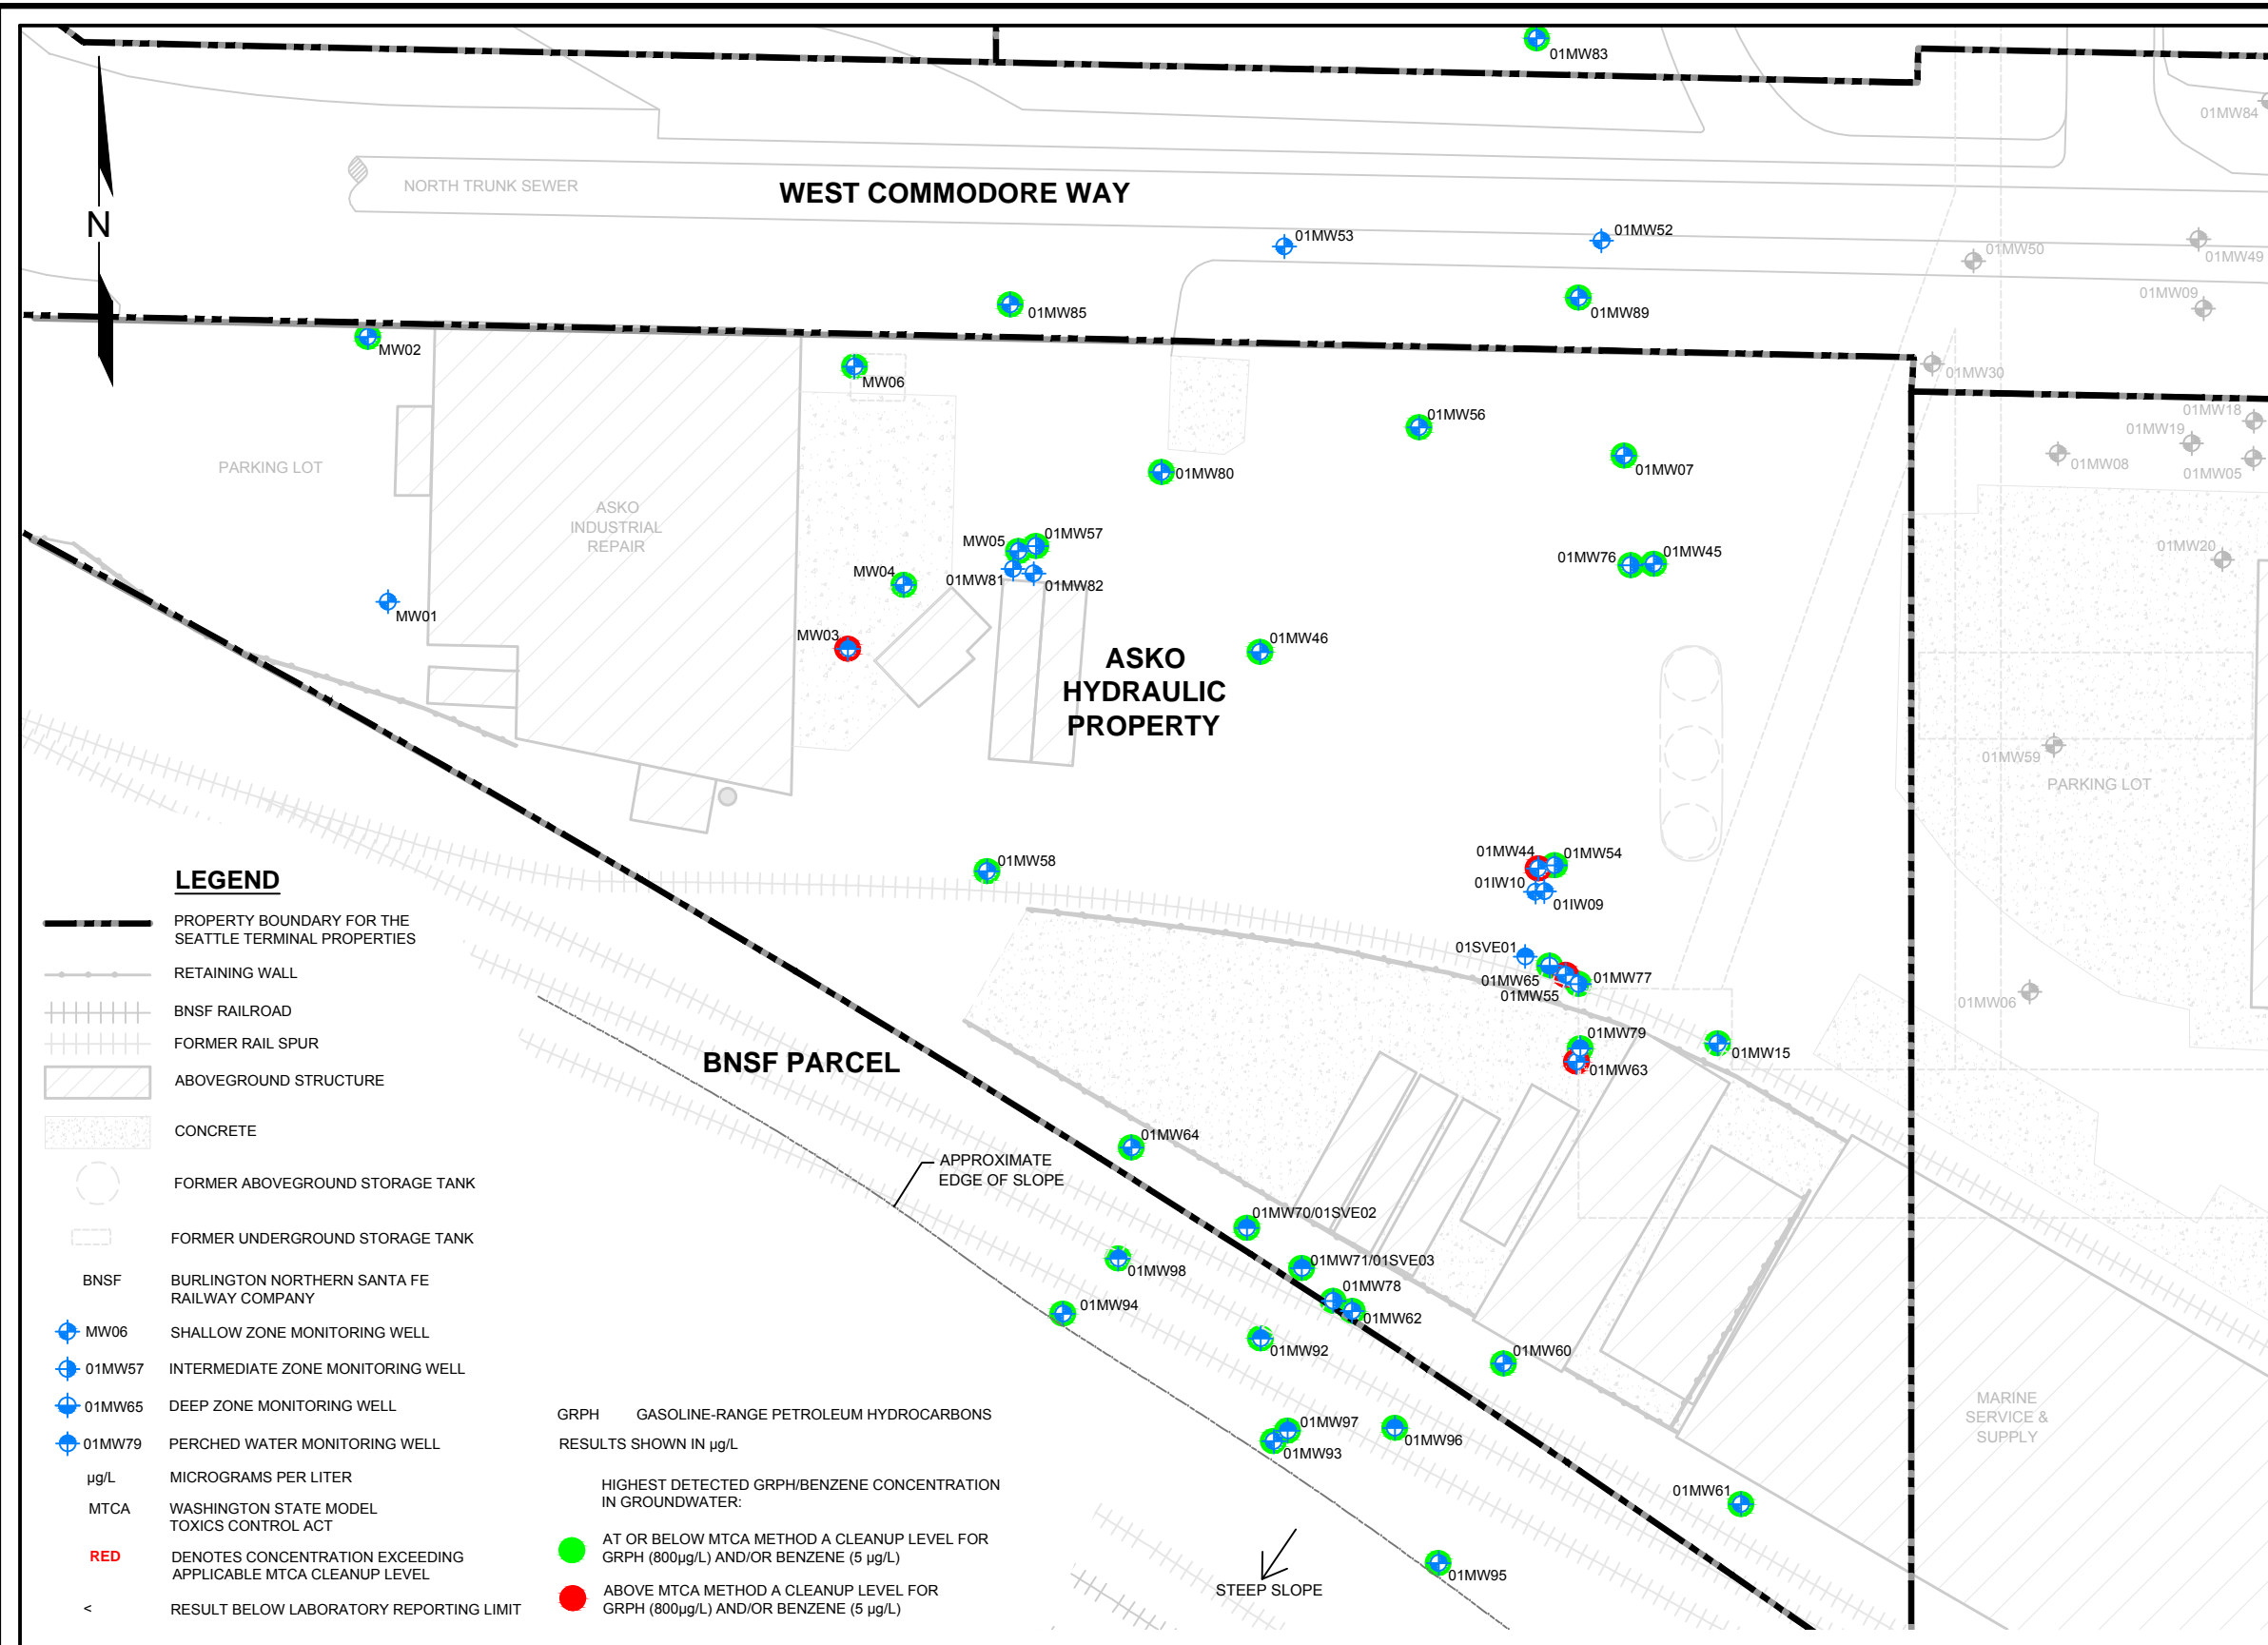 01MW83
01MW84
N
NORTH TRUNK SEWER
WEST COMMODORE WAY
01MW53
01MW52
01MW50
01MW49
01MW09
01MW85
01MW89
MW02
MW06
01MW30
01MW56
01MW18
01MW19
01MW08
01MW05
01MW07
PARKING LOT
01MW80
ASKO
INDUSTRIAL
REPAIR
MW05
01MW57
01MW76
01MW45
01MW20
MW04
01MW81
01MW82
MW01
MW03
01MW46
ASKO
HYDRAULIC
PROPERTY
01MW59
PARKING LOT
01MW58
01MW44
01MW54
01IW10
01IW09
01SVE01
01MW65
01MW77
01MW55
01MW06
01MW79
01MW15
01MW63
BNSF PARCEL
01MW64
APPROXIMATE
EDGE OF SLOPE
01MW70/01SVE02
01MW71/01SVE03
01MW98
01MW78
01MW94
01MW62
01MW92
01MW60
01MW97
01MW96
01MW93
MARINE
SERVICE &
SUPPLY
01MW61
01MW95
STEEP SLOPE
LEGEND
PROPERTY BOUNDARY FOR THE
SEATTLE TERMINAL PROPERTIES
RETAINING WALL
BNSF RAILROAD
FORMER RAIL SPUR
ABOVEGROUND STRUCTURE
CONCRETE
FORMER ABOVEGROUND STORAGE TANK
FORMER UNDERGROUND STORAGE TANK
BNSF BURLINGTON NORTHERN SANTA FE
RAILWAY COMPANY
MW06 SHALLOW ZONE MONITORING WELL
01MW57 INTERMEDIATE ZONE MONITORING WELL
01MW65 DEEP ZONE MONITORING WELL
01MW79 PERCHED WATER MONITORING WELL
µg/L MICROGRAMS PER LITER
MTCA WASHINGTON STATE MODEL
TOXICS CONTROL ACT
RED DENOTES CONCENTRATION EXCEEDING
APPLICABLE MTCA CLEANUP LEVEL
< RESULT BELOW LABORATORY REPORTING LIMIT
GRPH GASOLINE-RANGE PETROLEUM HYDROCARBONS
RESULTS SHOWN IN µg/L
HIGHEST DETECTED GRPH/BENZENE CONCENTRATION
IN GROUNDWATER:
AT OR BELOW MTCA METHOD A CLEANUP LEVEL FOR
GRPH (800µg/L) AND/OR BENZENE (5 µg/L)
ABOVE MTCA METHOD A CLEANUP LEVEL FOR
GRPH (800µg/L) AND/OR BENZENE (5 µg/L)